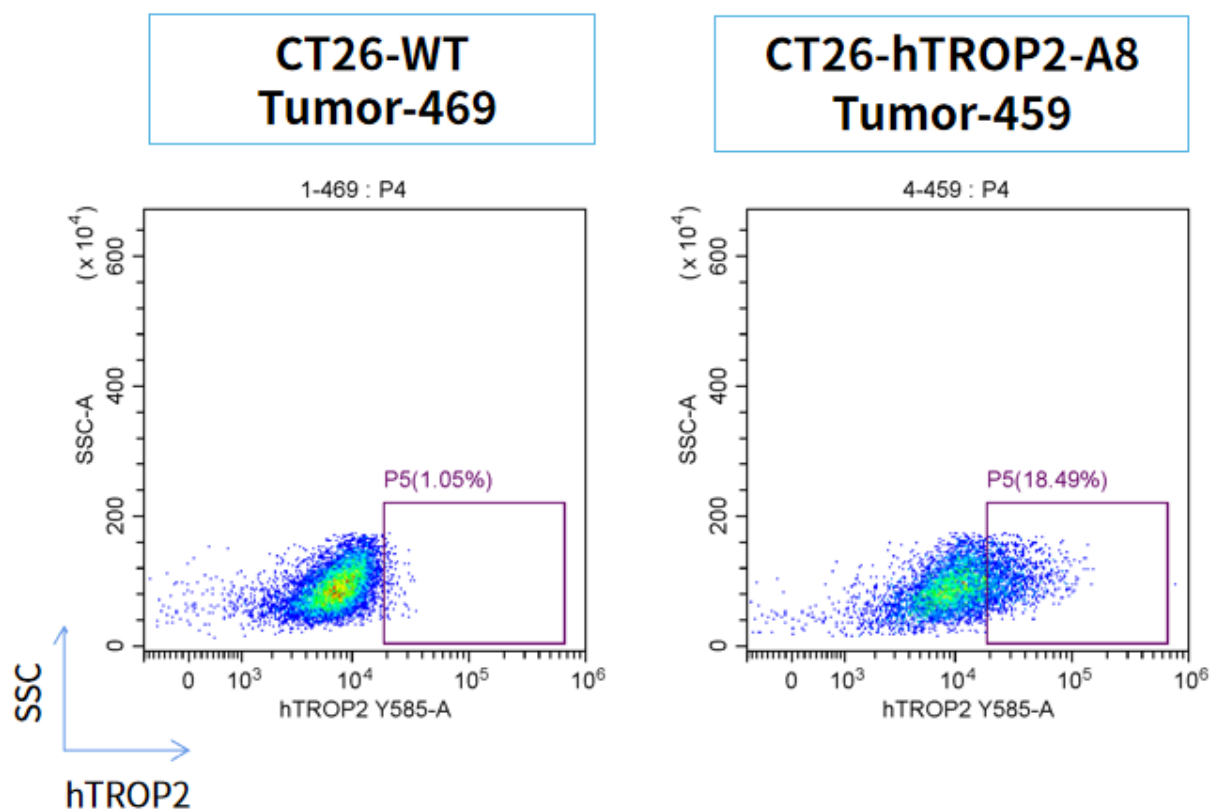 CT26-WT
Tumor-469
CT26-hTROP2-A8
Tumor-459
1-469 : P4
SSC-A
(x 10⁴)
600
400
200
0
P5(1.05%)
0
10³
10⁴
10⁵
10⁶
hTROP2 Y585-A
4-459 : P4
SSC-A
(x 10⁴)
600
400
200
0
P5(18.49%)
0
10³
10⁴
10⁵
10⁶
hTROP2 Y585-A
SSC
hTROP2